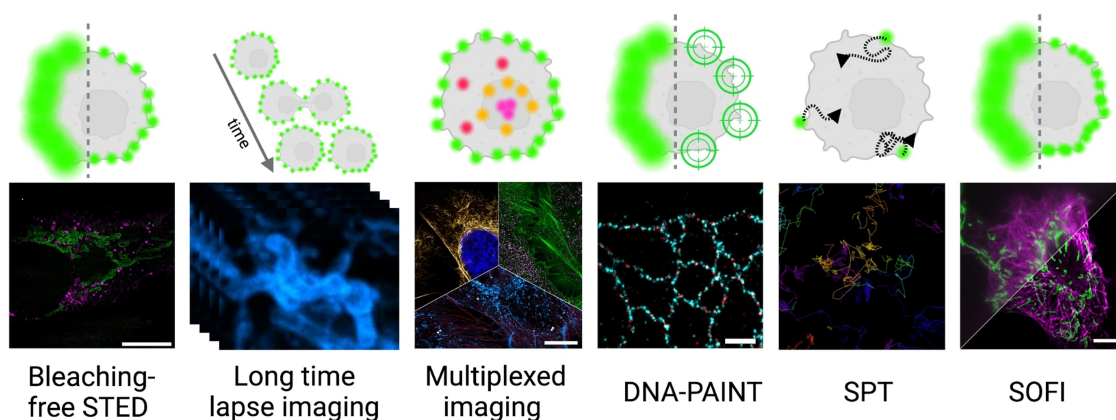 time
Bleaching-
free STED
Long time
lapse imaging
Multiplexed
imaging
DNA-PAINT
SPT
SOFI